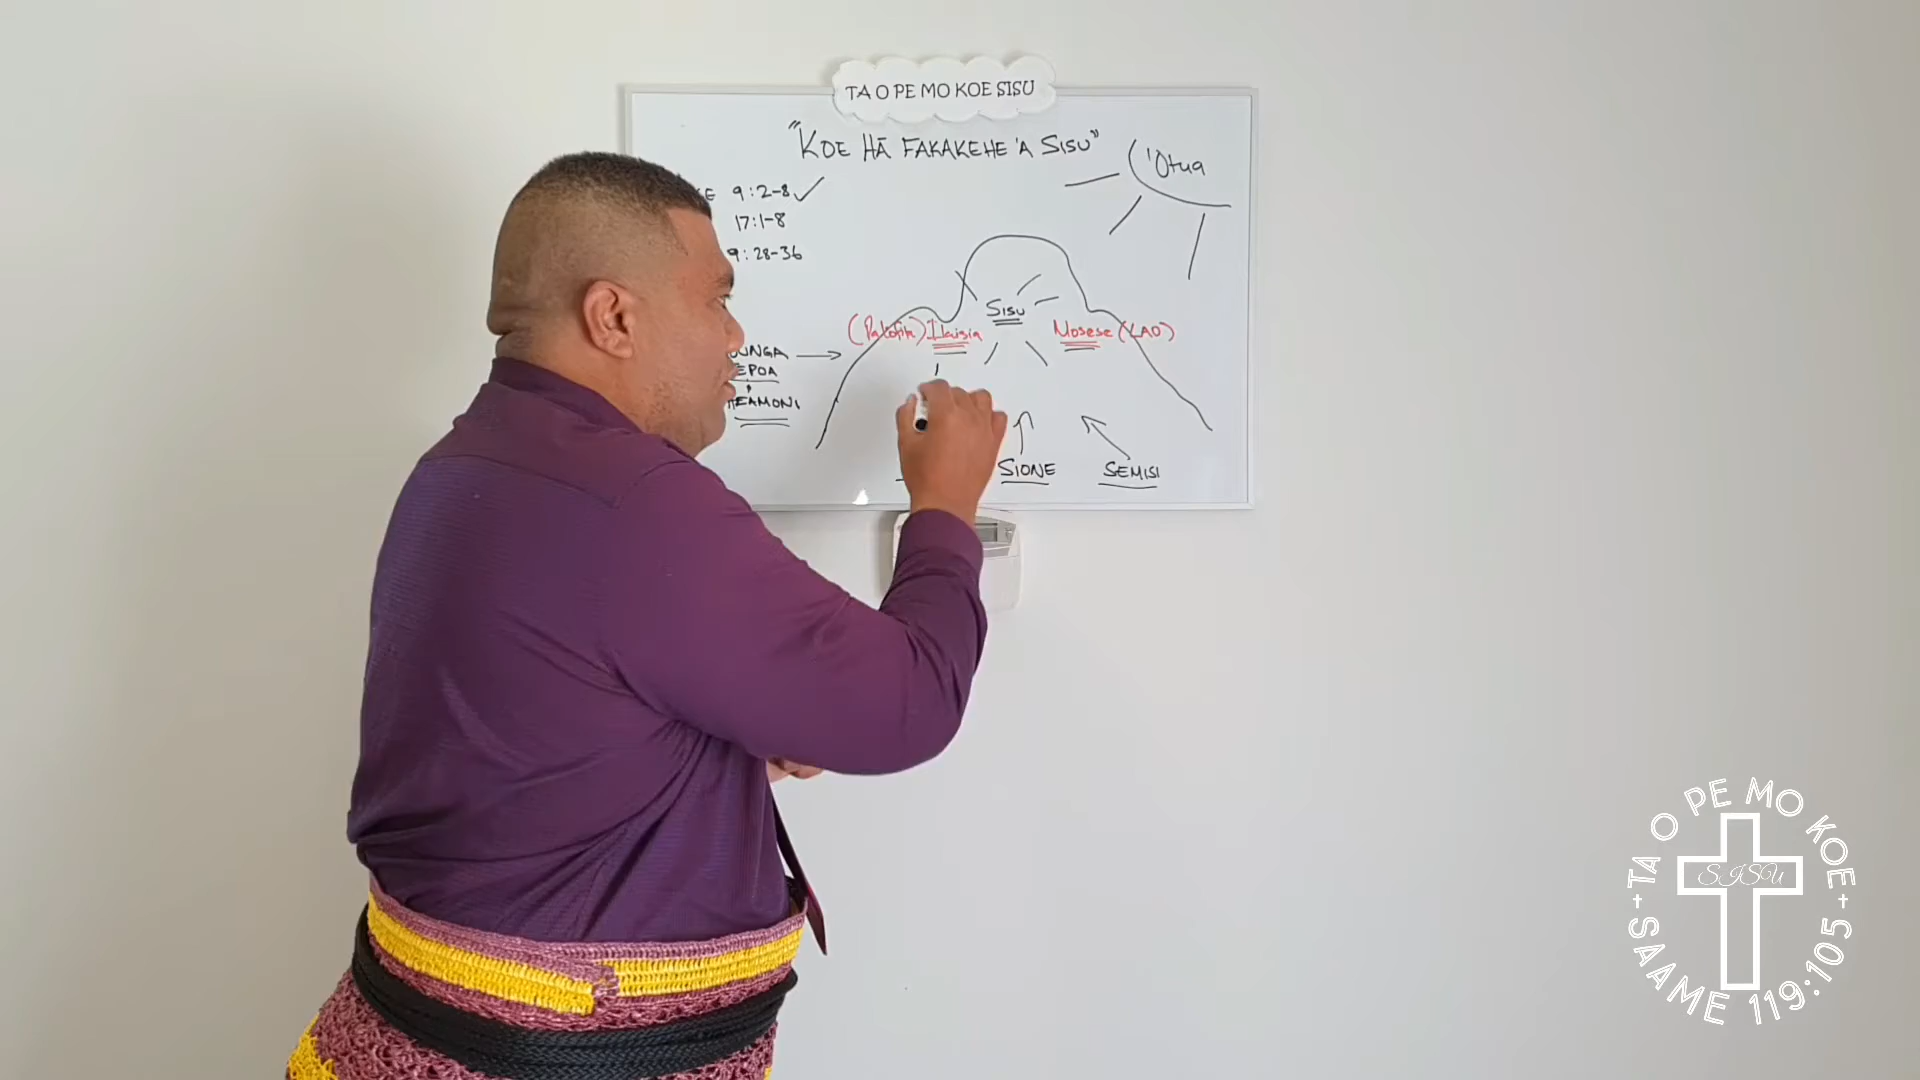 TA O PE MO KOE SISU
"KOE HĀ FAKAKEHE 'A SISU"
'Otua
9:2-8
17:1-8
9:28-36
Sisu
(Palofita) Ilaisia
Mosese (LAO)
SIONE
SEMISI
TA O PE MO KOE
SISU
SAAME 119:105